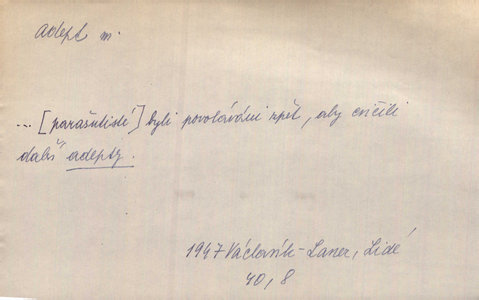 adept m.
... [parašutisté] byli povoláváni zpět, aby cvičili
další adepty.
1947 Václavík-Laner, Lidé
40, 8